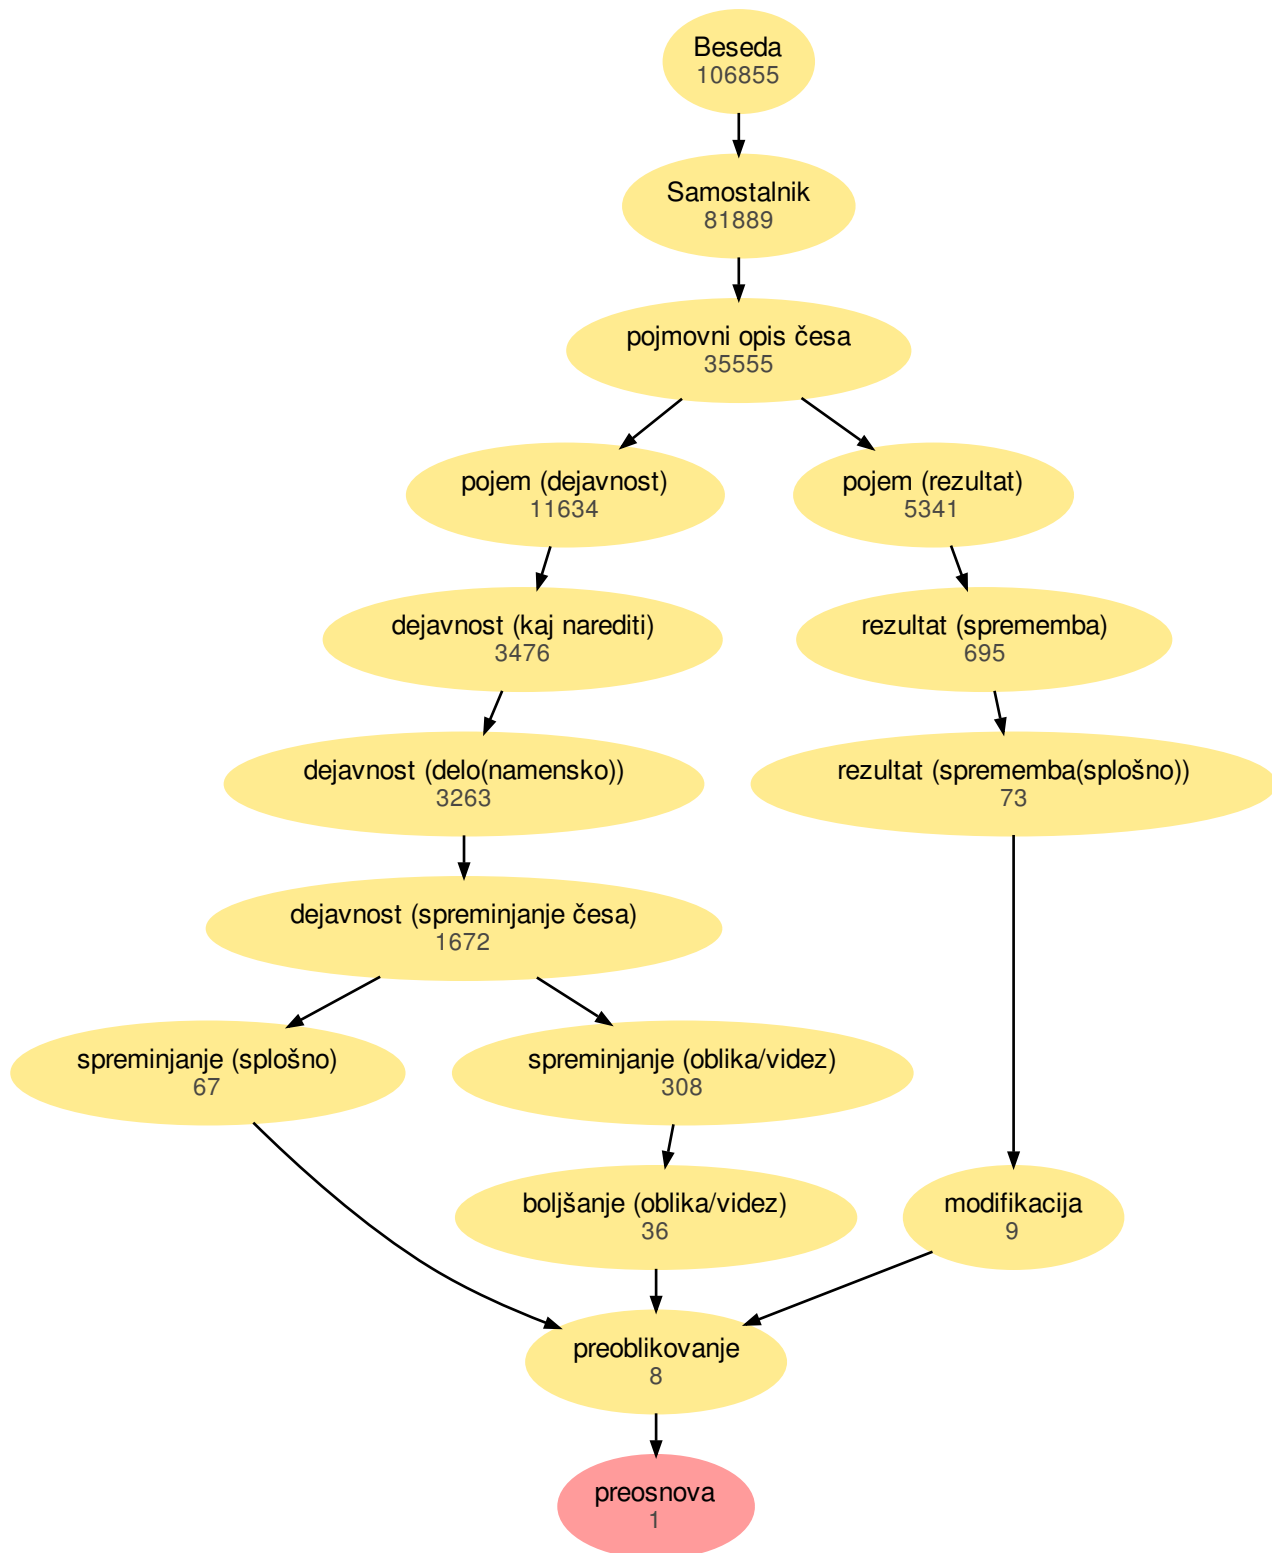 Beseda
106855
Samostalnik
81889
pojmovni opis česa
35555
pojem (dejavnost)
11634
pojem (rezultat)
5341
dejavnost (kaj narediti)
3476
rezultat (sprememba)
695
dejavnost (delo(namensko))
3263
rezultat (sprememba(splošno))
73
dejavnost (spreminjanje česa)
1672
spreminjanje (splošno)
67
spreminjanje (oblika/videz)
308
boljšanje (oblika/videz)
36
modifikacija
9
preoblikovanje
8
preosnova
1